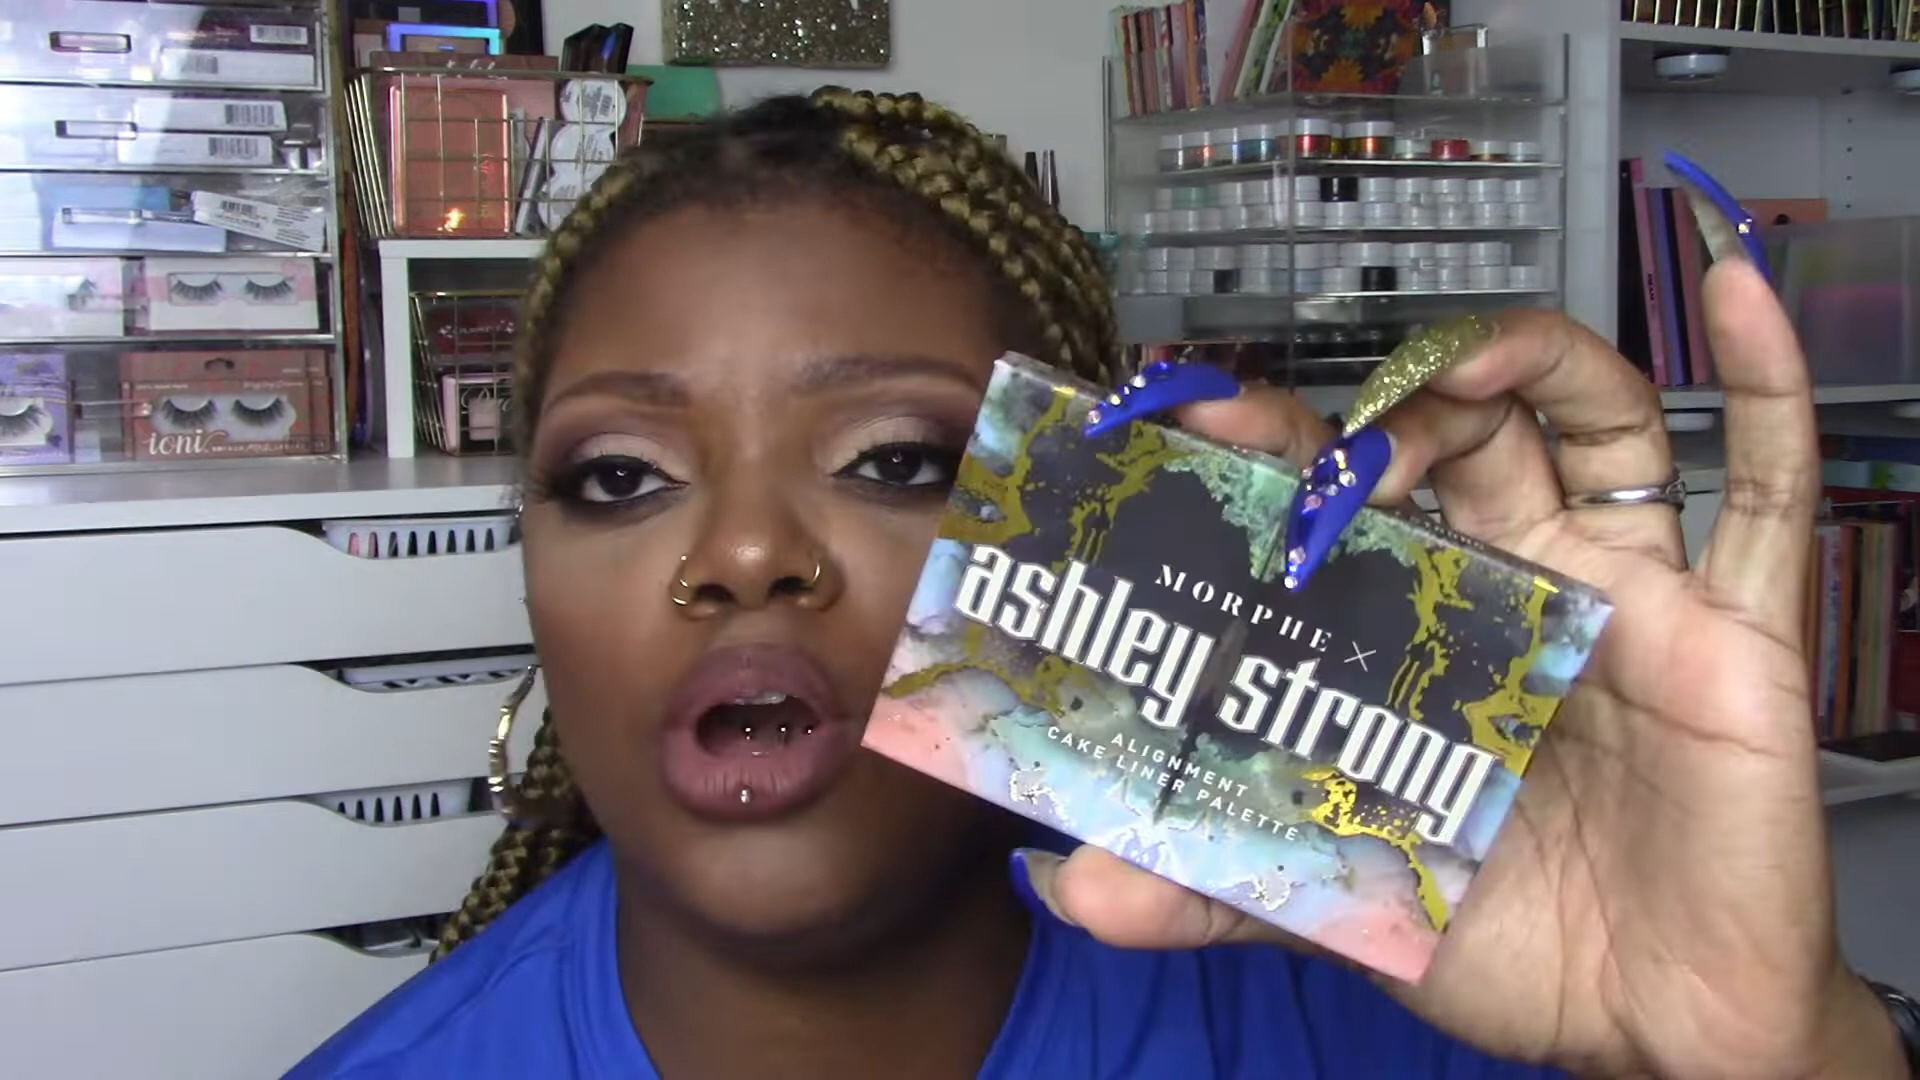 MORPHE X
ashley strong
ALIGNMENT
CAKE LINER PALETTE
ioni